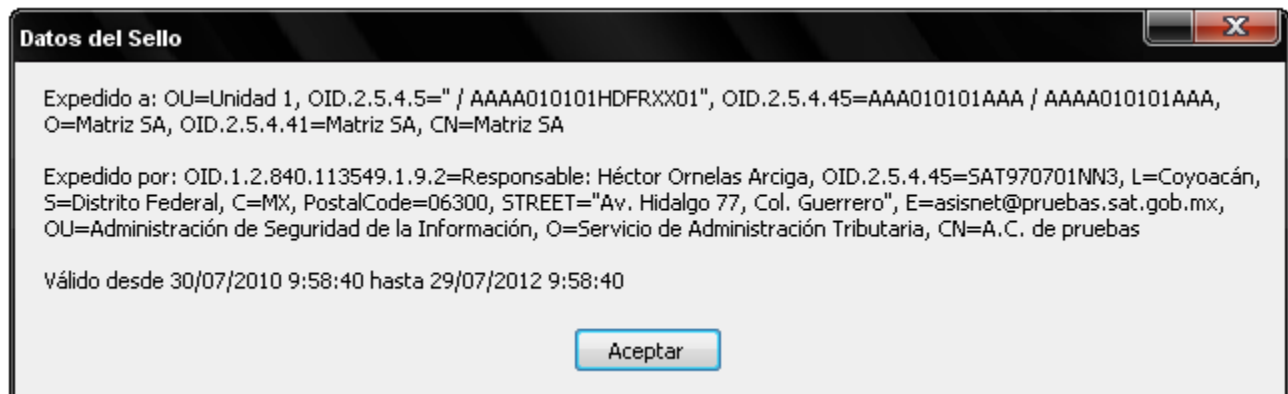 Datos del Sello
Expedido a: OU=Unidad 1, OID.2.5.4.5=" / AAAA010101HDFRXX01", OID.2.5.4.45=AAA010101AAA / AAAA010101AAA,
O=Matriz SA, OID.2.5.4.41=Matriz SA, CN=Matriz SA
Expedido por: OID.1.2.840.113549.1.9.2=Responsable: Héctor Ornelas Arciga, OID.2.5.4.45=SAT970701NN3, L=Coyoacán,
S=Distrito Federal, C=MX, PostalCode=06300, STREET="Av. Hidalgo 77, Col. Guerrero", E=asisnet@pruebas.sat.gob.mx,
OU=Administración de Seguridad de la Información, O=Servicio de Administración Tributaria, CN=A.C. de pruebas
Válido desde 30/07/2010 9:58:40 hasta 29/07/2012 9:58:40
Aceptar